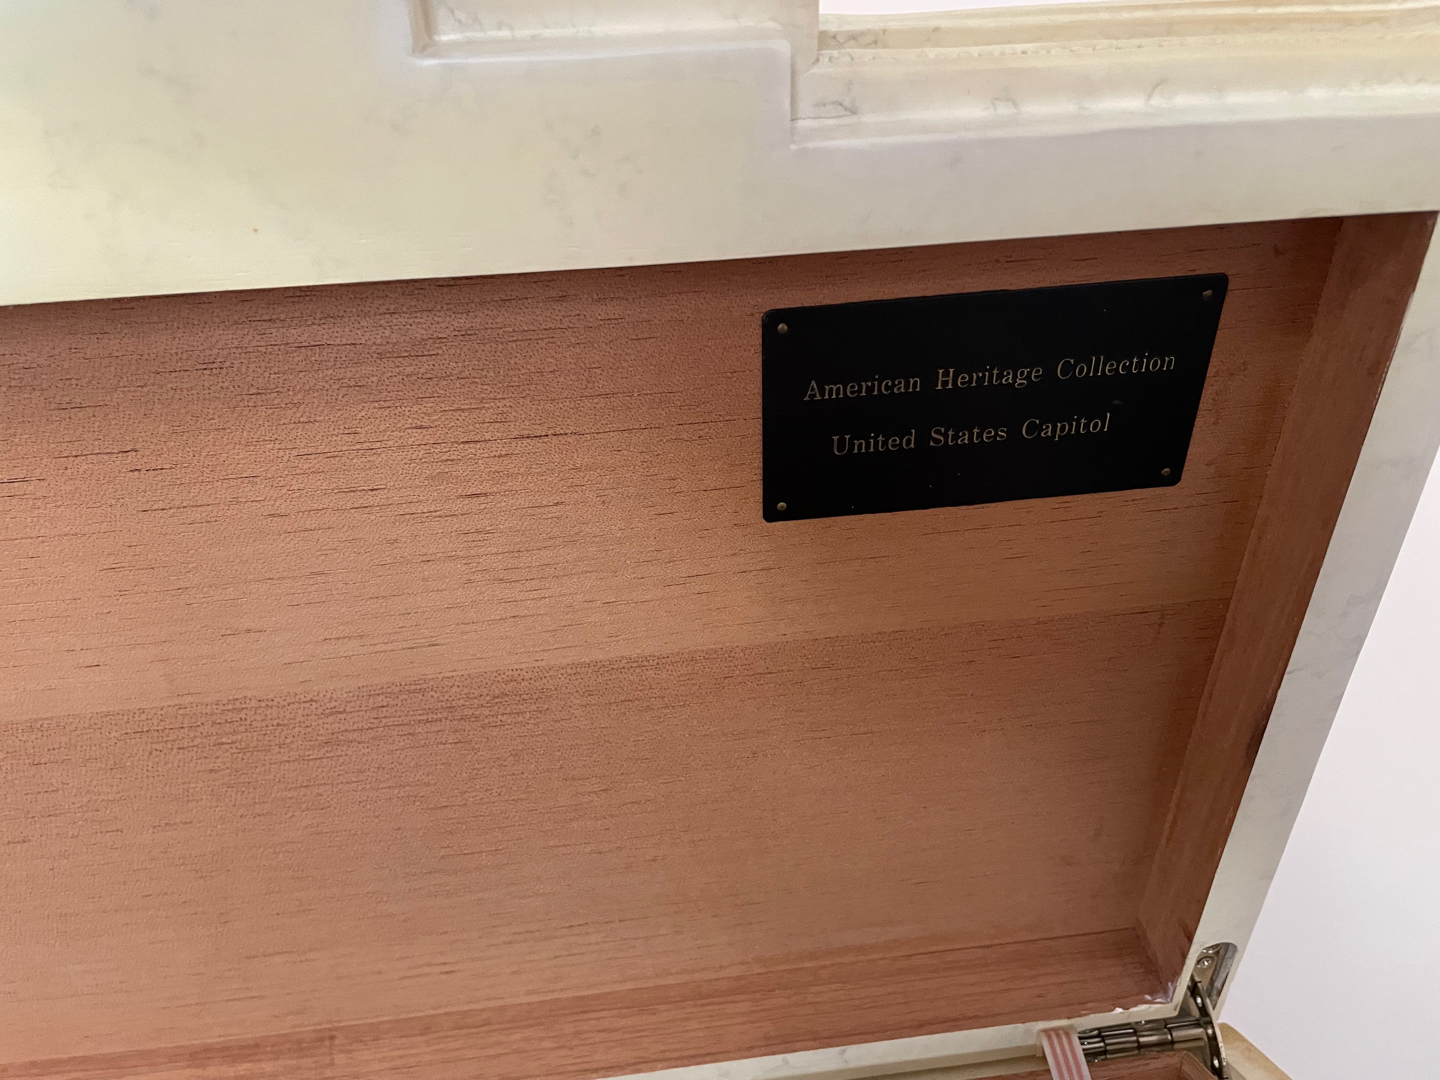 American Heritage Collection
United States Capitol